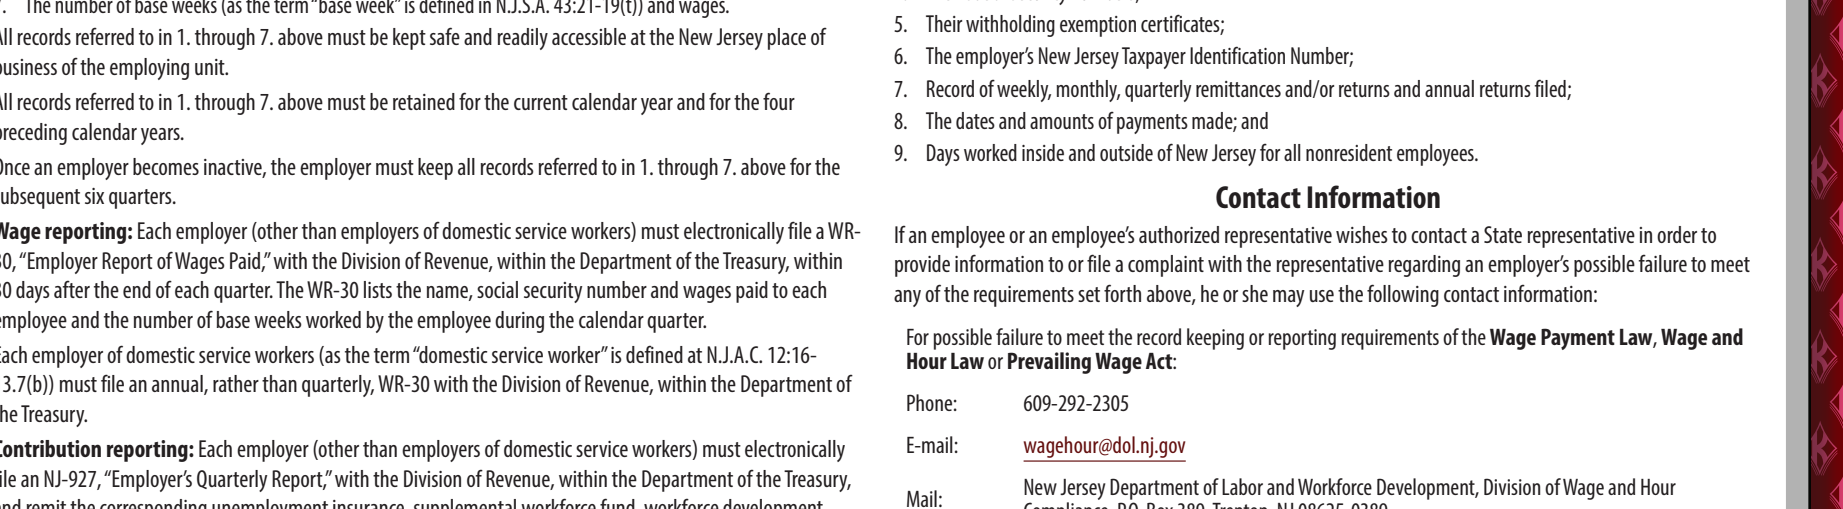 7. The number of base weeks (as the term "base week" is defined in N.J.S.A. 43:21-19(t)) and wages.
All records referred to in 1. through 7. above must be kept safe and readily accessible at the New Jersey place of
business of the employing unit.
All records referred to in 1. through 7. above must be retained for the current calendar year and for the four
preceding calendar years.
Once an employer becomes inactive, the employer must keep all records referred to in 1. through 7. above for the
subsequent six quarters.
Wage reporting: Each employer (other than employers of domestic service workers) must electronically file a WR-
30, “Employer Report of Wages Paid,” with the Division of Revenue, within the Department of the Treasury, within
30 days after the end of each quarter. The WR-30 lists the name, social security number and wages paid to each
employee and the number of base weeks worked by the employee during the calendar quarter.
Each employer of domestic service workers (as the term “domestic service worker” is defined at N.J.A.C. 12:16-
13.7(b)) must file an annual, rather than quarterly, WR-30 with the Division of Revenue, within the Department of
the Treasury.
Contribution reporting: Each employer (other than employers of domestic service workers) must electronically
file an NJ-927, “Employer’s Quarterly Report,” with the Division of Revenue, within the Department of the Treasury,
and remit the corresponding unemployment insurance, supplemental workforce fund, workforce development
5. Their withholding exemption certificates;
6. The employer’s New Jersey Taxpayer Identification Number;
7. Record of weekly, monthly, quarterly remittances and/or returns and annual returns filed;
8. The dates and amounts of payments made; and
9. Days worked inside and outside of New Jersey for all nonresident employees.
Contact Information
If an employee or an employee’s authorized representative wishes to contact a State representative in order to
provide information to or file a complaint with the representative regarding an employer’s possible failure to meet
any of the requirements set forth above, he or she may use the following contact information:
For possible failure to meet the record keeping or reporting requirements of the Wage Payment Law, Wage and
Hour Law or Prevailing Wage Act:
Phone: 609-292-2305
E-mail: wagehour@dol.nj.gov
Mail: New Jersey Department of Labor and Workforce Development, Division of Wage and Hour
Compliance, P.O. Box 389, Trenton, NJ 08625-0389